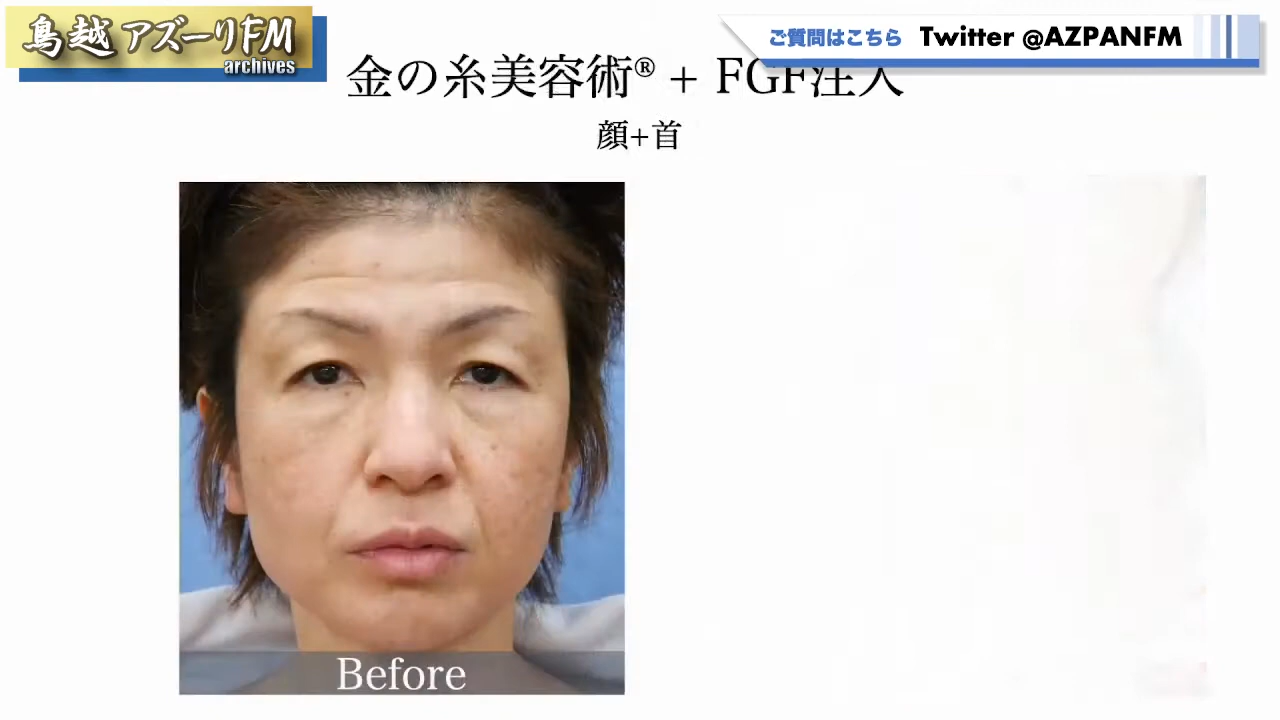 鳥越アズーリFM
archives
ご質問はこちら Twitter @AZPANFM
金の糸美容術® + FGF注入
顔+首
Before